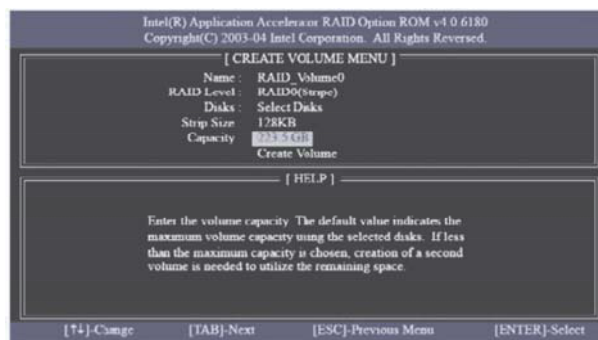 Intel(R) Application Accelerator RAID Option ROM v4 0 6180
Copyright(C) 2003-04 Intel Corporation. All Rights Reversed.
[ CREATE VOLUME MENU ]
Name : RAID_Volume0
RAID Level : RAID0(Stripe)
Disks : Select Disks
Strip Size 128KB
Capacity 223 5 GB
Create Volume
[ HELP ]
Enter the volume capacity The default value indicates the
maximum volume capacity using the selected disks. If less
than the maximum capacity is chosen, creation of a second
volume is needed to utilize the remaining space.
[↑↓]-Change [TAB]-Next [ESC]-Previous Menu [ENTER]-Select